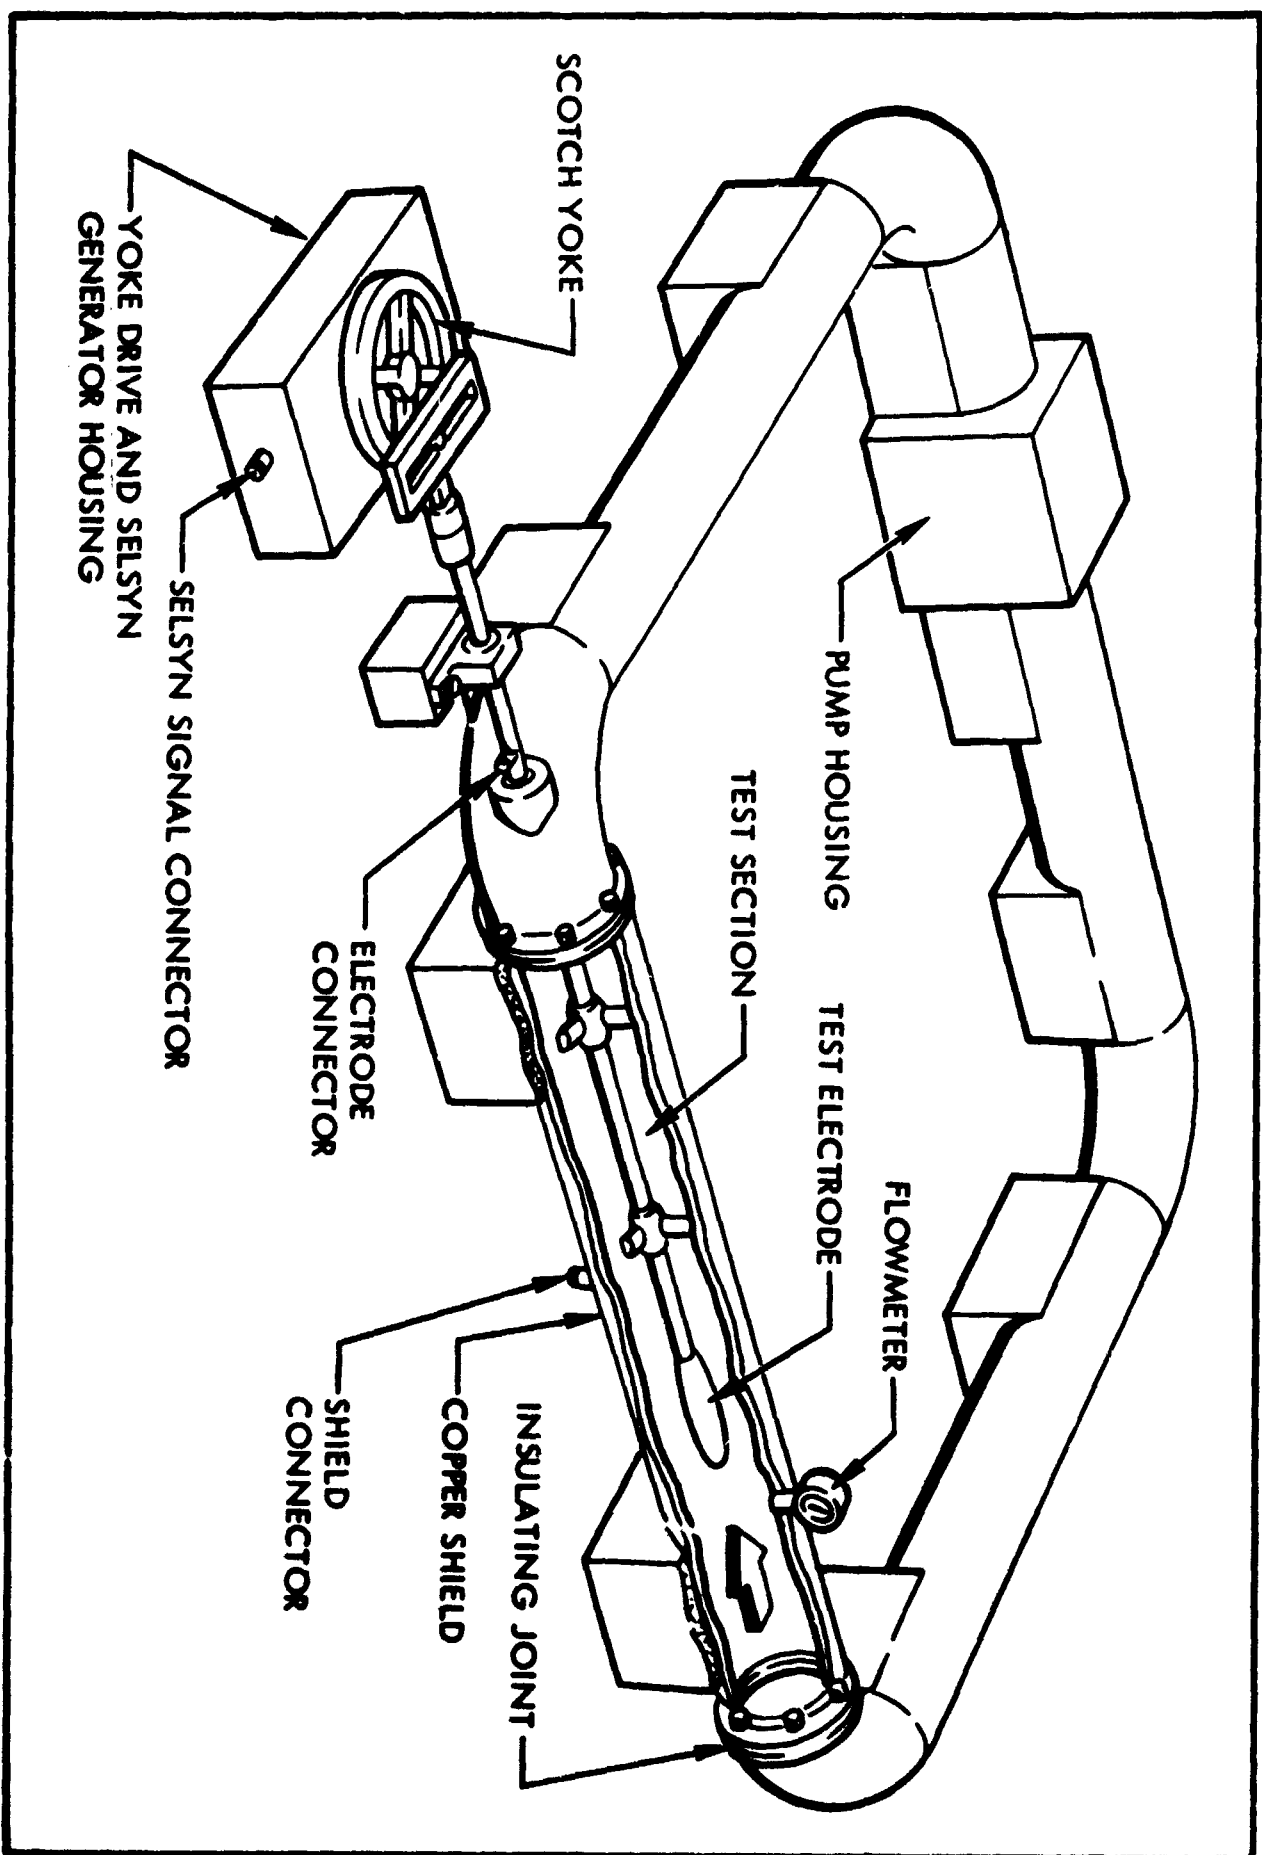 PUMP HOUSING
FLOWMETER
TEST ELECTRODE
TEST SECTION
SCOTCH YOKE
INSULATING JOINT
COPPER SHIELD
SHIELD
CONNECTOR
ELECTRODE
CONNECTOR
SELSYN SIGNAL CONNECTOR
YOKE DRIVE AND SELSYN
GENERATOR HOUSING